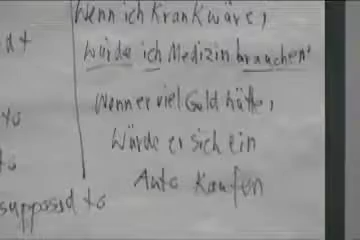 Wenn ich Krank wäre,
würde ich Medizin brauchen.
Wenn er viel Geld hätte,
Würde er sich ein
Auto Kaufen
to
supposed to